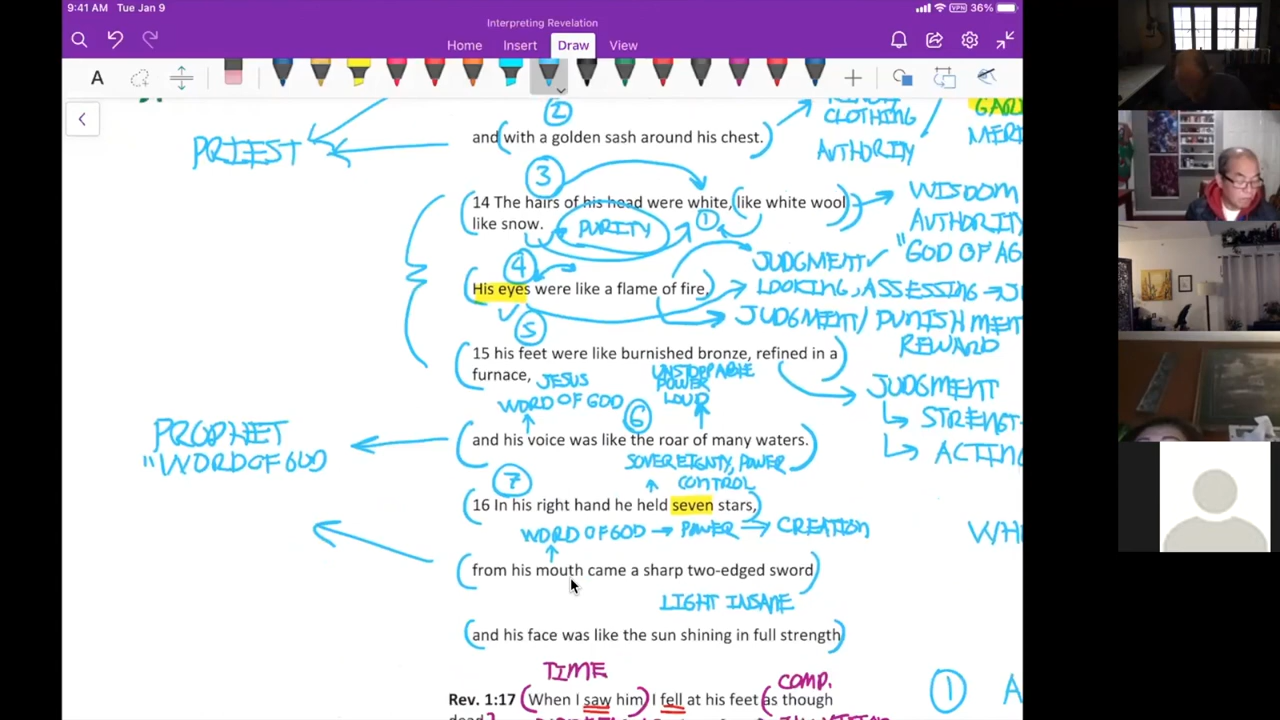 9:41 AM Tue Jan 9
VPN 36%
Interpreting Revelation
Home Insert Draw View
A
2
CLOTHING
GARD
and with a golden sash around his chest.
MERI
PRIEST
AUTHORITY
3
14 The hairs of his head were white, like white wool
WISDOM
like snow.
PURITY
1
AUTHORITY
"GOD OF AG
4
JUDGMENT
His eyes were like a flame of fire,
LOOKING, ASSESSING → J
5
JUDGMENT/PUNISHMENT
REWARD
15 his feet were like burnished bronze, refined in a
furnace,
JESUS
UNSTOPPABLE
POWER
LOUD
WORD OF GOD
JUDGMENT
STRENGT
ACTING
6
PROPHET
"WORD OF GOD
and his voice was like the roar of many waters.
SOVEREIGNTY, POWER
CONTROL
7
16 In his right hand he held seven stars,
WORD OF GOD → POWER → CREATION
WH
from his mouth came a sharp two-edged sword
LIGHT INSANE
and his face was like the sun shining in full strength
TIME
COMP.
1 A
Rev. 1:17 (When I saw him) I fell at his feet (as though
dead.